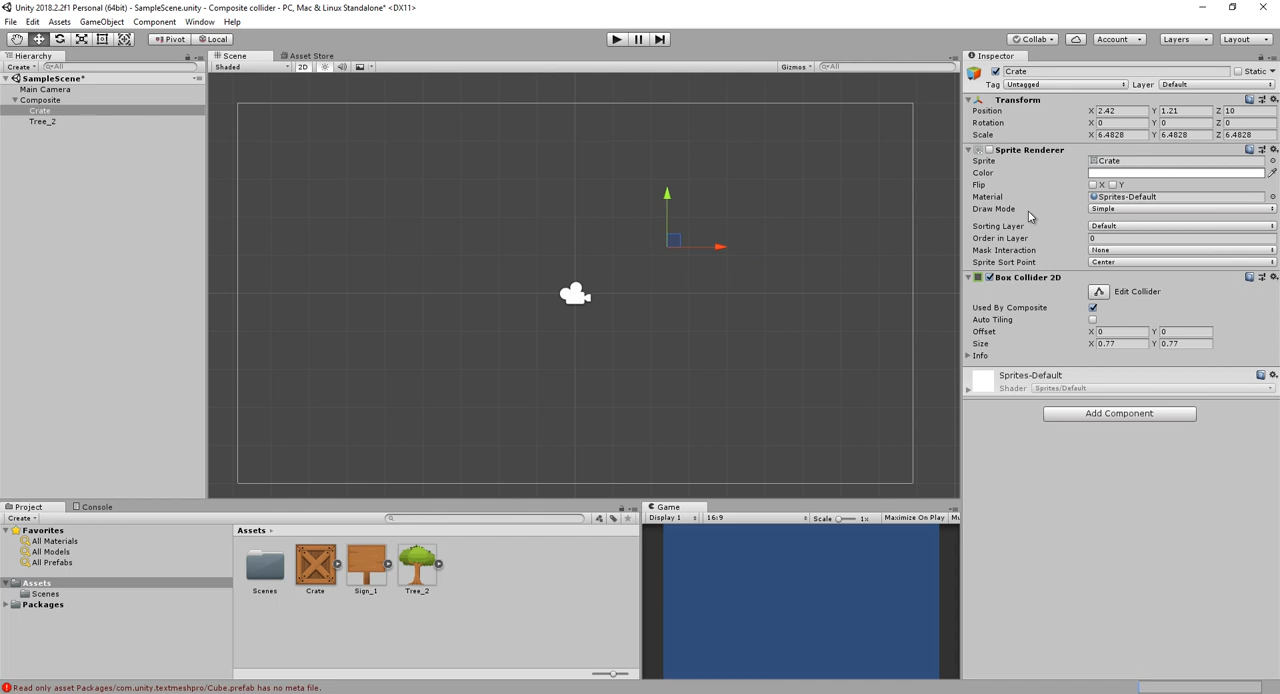 Unity 2018.2.2f1 Personal (64bit) - SampleScene.unity - Composite collider - PC, Mac & Linux Standalone* <DX11>
File Edit Assets GameObject Component Window Help
Pivot Local Collab Account Layers Layout
Hierarchy Scene Asset Store Inspector
Create All Shaded 2D Gizmos All Crate Static
SampleScene*
Main Camera
Composite
Crate
Tree_2
Tag Untagged Layer Default
Transform
Position X 2.42 Y 1.21 Z 10
Rotation X 0 Y 0 Z 0
Scale X 6.4828 Y 6.4828 Z 6.4828
Sprite Renderer
Sprite Crate
Color
Flip X Y
Material Sprites-Default
Draw Mode Simple
Sorting Layer Default
Order in Layer 0
Mask Interaction None
Sprite Sort Point Center
Box Collider 2D
Edit Collider
Used By Composite
Auto Tiling
Offset X 0 Y 0
Size X 0.77 Y 0.77
Info
Sprites-Default
Shader Sprites/Default
Add Component
Project Console Game
Create Display 1 16:9 Scale 1x Maximize On Play Mu
Favorites
All Materials
All Models
All Prefabs
Assets
Scenes
Packages
Assets
Scenes Crate Sign_1 Tree_2
Read only asset Packages/com.unity.textmeshpro/Cube.prefab has no meta file.